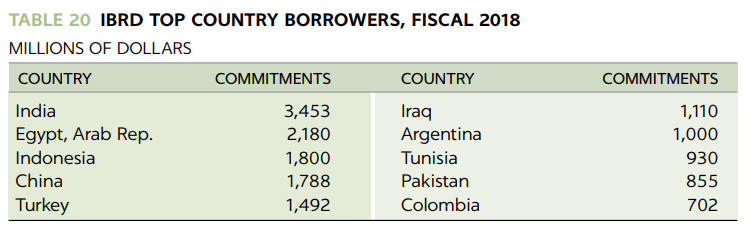 TABLE 20 IBRD TOP COUNTRY BORROWERS, FISCAL 2018
MILLIONS OF DOLLARS
COUNTRY COMMITMENTS COUNTRY COMMITMENTS
India 3,453 Iraq 1,110
Egypt, Arab Rep. 2,180 Argentina 1,000
Indonesia 1,800 Tunisia 930
China 1,788 Pakistan 855
Turkey 1,492 Colombia 702